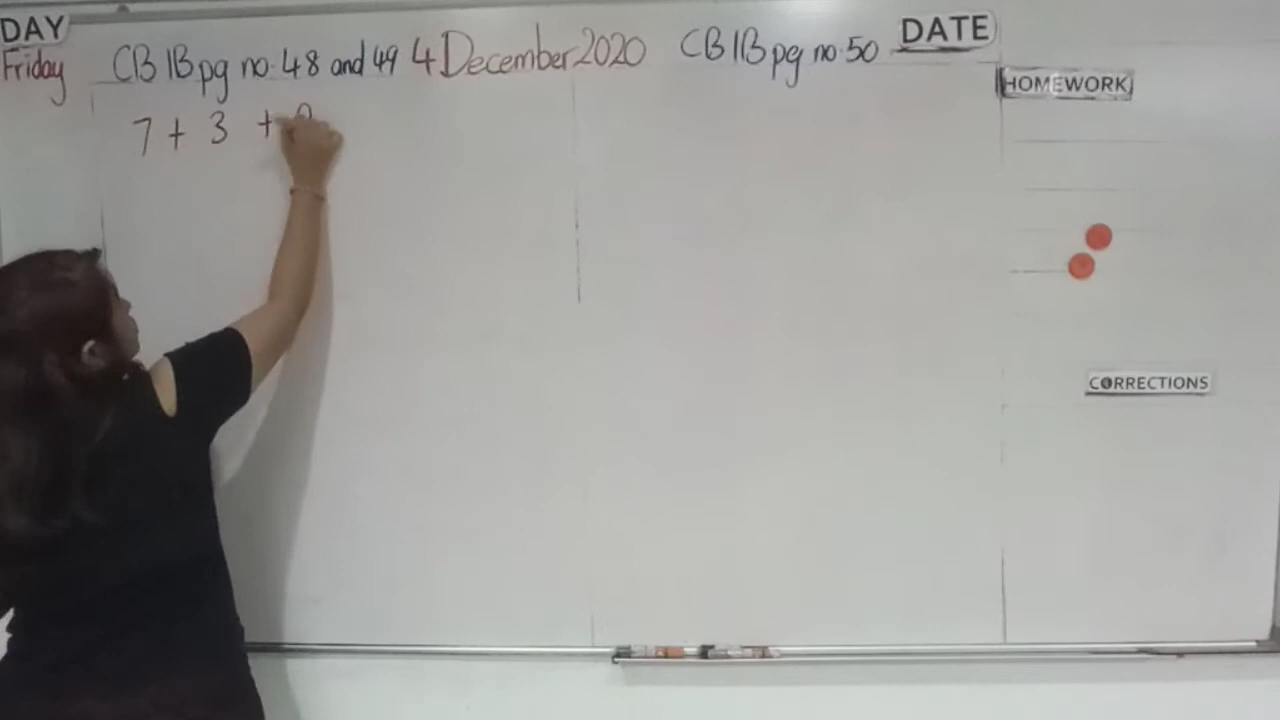 DAY
Friday
CB 1B pg no. 48 and 49 4 December 2020 CB 1B pg no. 50
DATE
7 + 3 +
HOMEWORK
CORRECTIONS